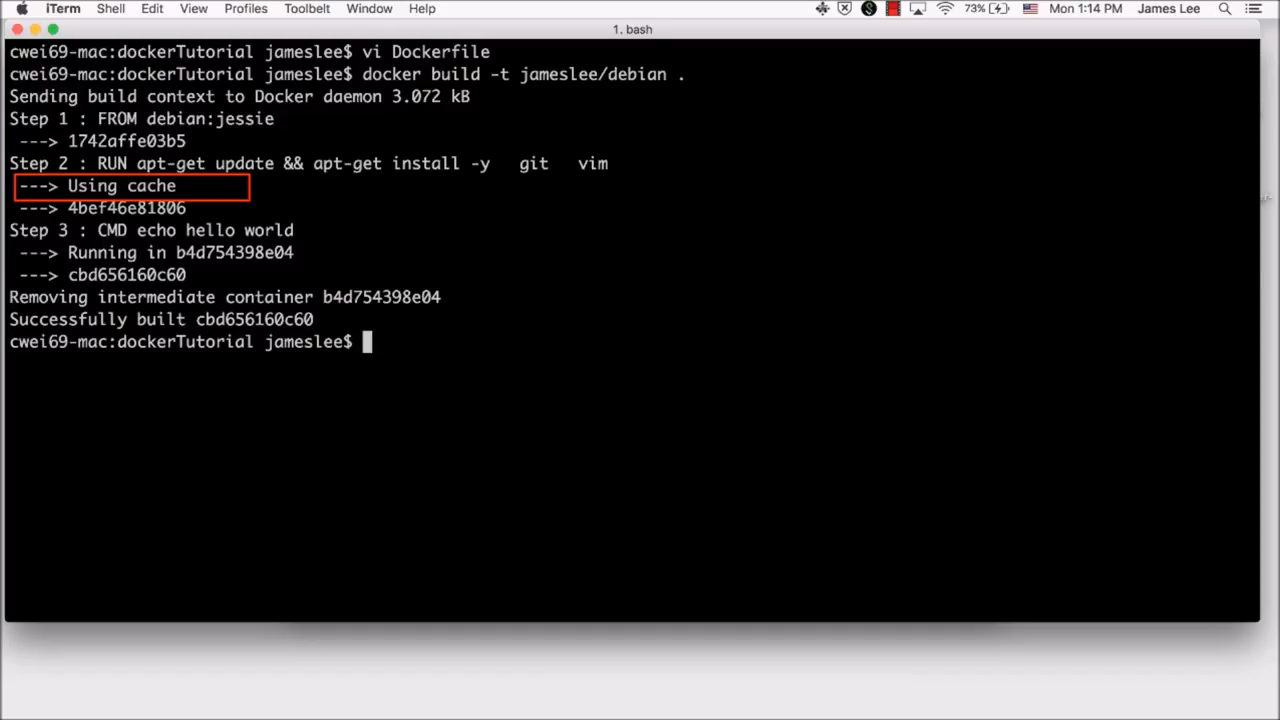 iTerm Shell Edit View Profiles Toolbelt Window Help 73% Mon 1:14 PM James Lee
1. bash
cwei69-mac:dockerTutorial jameslee$ vi Dockerfile
cwei69-mac:dockerTutorial jameslee$ docker build -t jameslee/debian .
Sending build context to Docker daemon 3.072 kB
Step 1 : FROM debian:jessie
---> 1742affe03b5
Step 2 : RUN apt-get update && apt-get install -y   git   vim
---> Using cache
---> 4bef46e81806
Step 3 : CMD echo hello world
---> Running in b4d754398e04
---> cbd656160c60
Removing intermediate container b4d754398e04
Successfully built cbd656160c60
cwei69-mac:dockerTutorial jameslee$